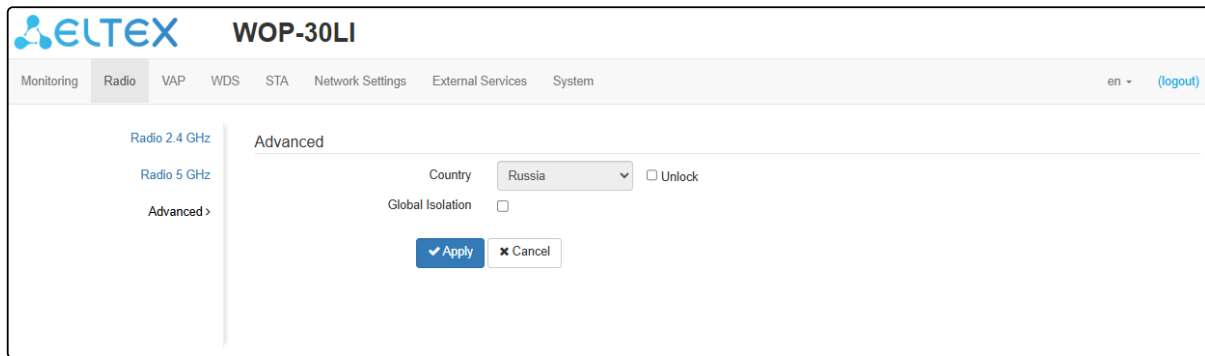 ELTEX WOP-30LI
Monitoring Radio VAP WDS STA Network Settings External Services System en (logout)
Radio 2.4 GHz
Radio 5 GHz
Advanced >
Advanced
Country Russia Unlock
Global Isolation
Apply Cancel